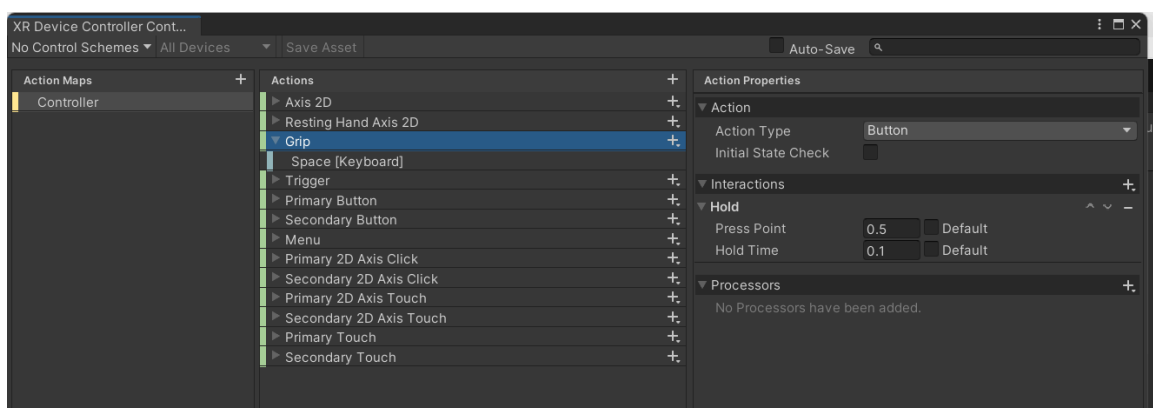 XR Device Controller Cont...
No Control Schemes All Devices Save Asset Auto-Save
Action Maps
Controller
Actions
Axis 2D
Resting Hand Axis 2D
Grip
Space [Keyboard]
Trigger
Primary Button
Secondary Button
Menu
Primary 2D Axis Click
Secondary 2D Axis Click
Primary 2D Axis Touch
Secondary 2D Axis Touch
Primary Touch
Secondary Touch
Action Properties
Action
Action Type Button
Initial State Check
Interactions
Hold
Press Point 0.5 Default
Hold Time 0.1 Default
Processors
No Processors have been added.